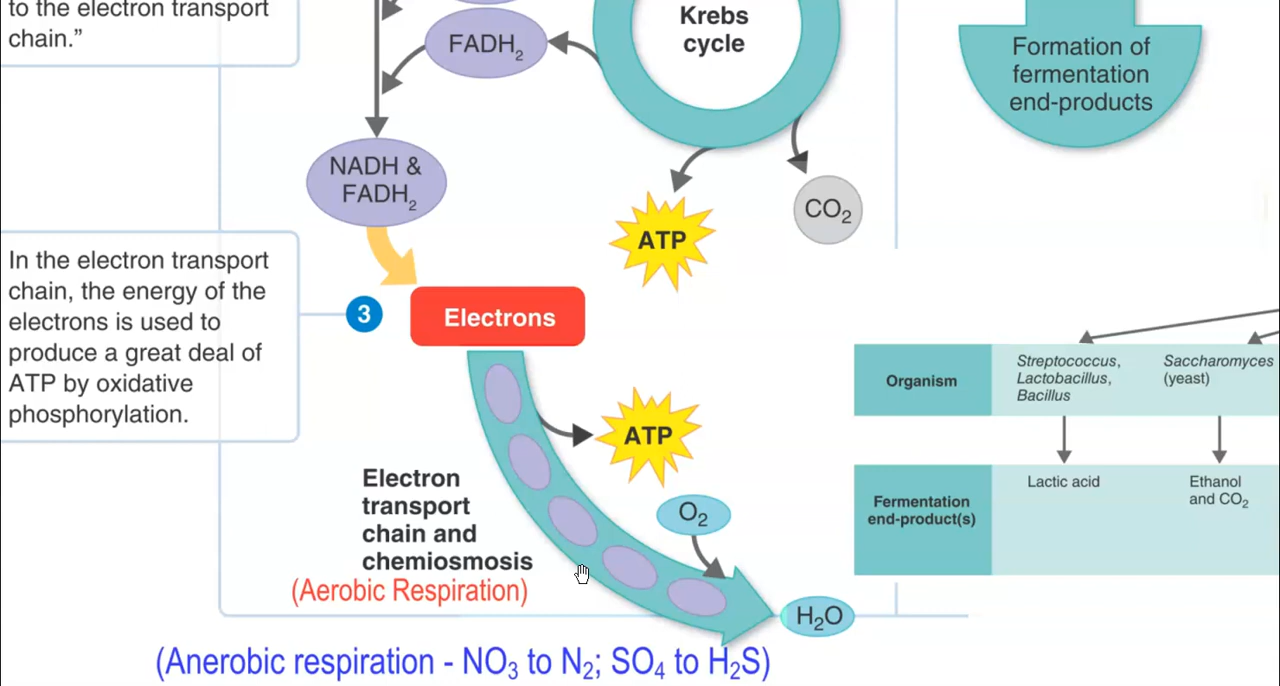 to the electron transport
chain.”
FADH₂
Krebs
cycle
Formation of
fermentation
end-products
NADH &
FADH₂
ATP
CO₂
In the electron transport
chain, the energy of the
electrons is used to
produce a great deal of
ATP by oxidative
phosphorylation.
3
Electrons
ATP
Electron
transport
chain and
chemiosmosis
(Aerobic Respiration)
O₂
H₂O
(Anerobic respiration - NO₃ to N₂; SO₄ to H₂S)
Organism
Streptococcus,
Lactobacillus,
Bacillus
Saccharomyces
(yeast)
Fermentation
end-product(s)
Lactic acid
Ethanol
and CO₂